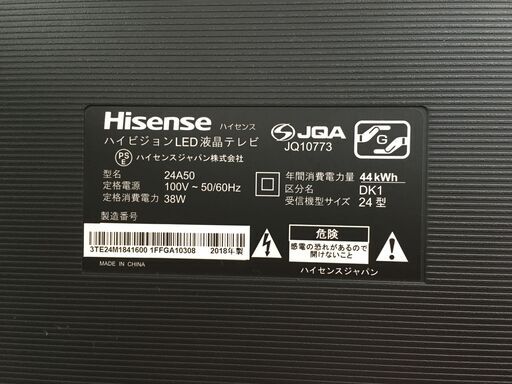 Hisense ハイセンス
ハイビジョンLED液晶テレビ
PS E ハイセンスジャパン株式会社
JQA
JQ10773
G
型名 24A50
定格電源 100V ~ 50/60Hz
定格消費電力 38W
製造番号
年間消費電力量 44 kWh
区分名 DK1
受信機型サイズ 24 型
3TE24M1841600 1FFGA10308 2018年製
MADE IN CHINA
危険
感電の恐れがあるので
開けないこと
ハイセンスジャパン